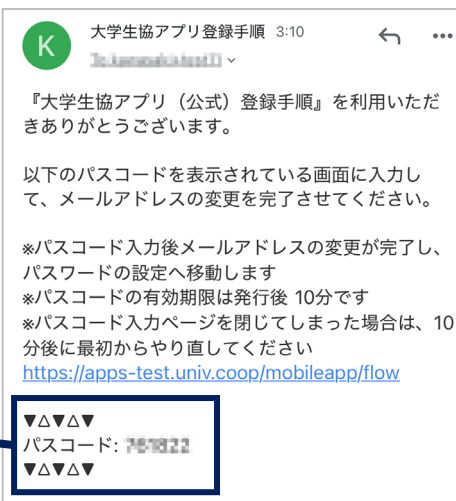 K
大学生協アプリ登録手順 3:10
『大学生協アプリ（公式）登録手順』を利用いただ
きありがとうございます。
以下のパスコードを表示されている画面に入力し
て、メールアドレスの変更を完了させてください。
※パスコード入力後メールアドレスの変更が完了し、
パスワードの設定へ移動します
※パスコードの有効期限は発行後 10分です
※パスコード入力ページを閉じてしまった場合は、10
分後に最初からやり直してください
https://apps-test.univ.coop/mobileapp/flow
▼△▼△▼
パスコード:
▼△▼△▼